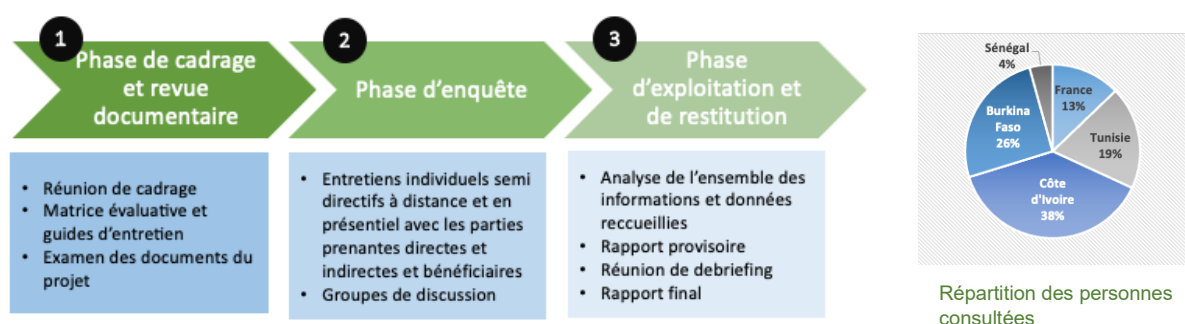 1
Phase de cadrage
et revue
documentaire
• Réunion de cadrage
• Matrice évaluative et
guides d'entretien
• Examen des documents du
projet
2
Phase d'enquête
• Entretiens individuels semi
directifs à distance et en
présentiel avec les parties
prenantes directes et
indirectes et bénéficiaires
• Groupes de discussion
3
Phase
d'exploitation et
de restitution
• Analyse de l'ensemble des
informations et données
reccueillies
• Rapport provisoire
• Réunion de debriefing
• Rapport final
Sénégal
4%
France
13%
Tunisie
19%
Côte
d'Ivoire
38%
Burkina
Faso
26%
Répartition des personnes
consultées